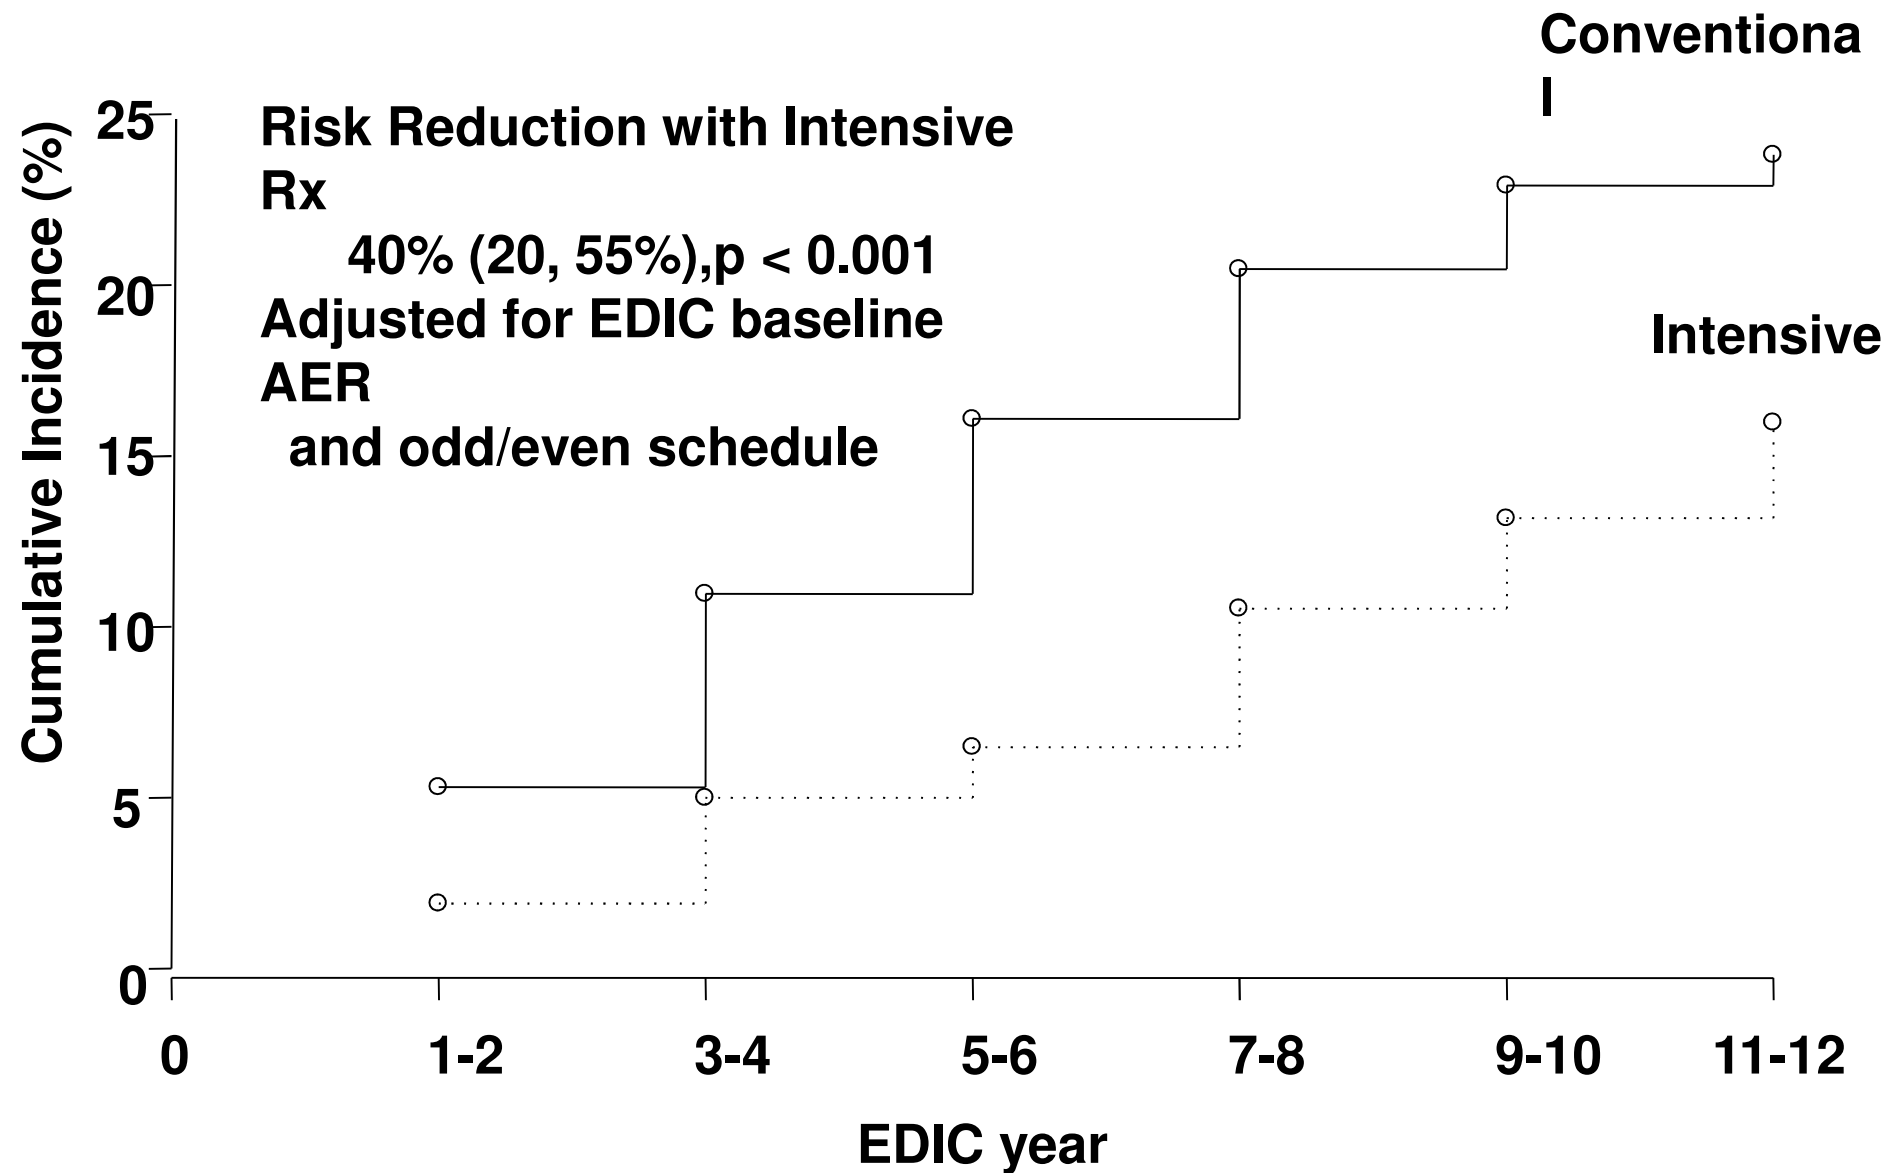 Conventiona
l
Risk Reduction with Intensive
Rx
40% (20, 55%),p < 0.001
Adjusted for EDIC baseline
AER
and odd/even schedule
Intensive
Cumulative Incidence (%)
25
20
15
10
5
0
0 1-2 3-4 5-6 7-8 9-10 11-12
EDIC year